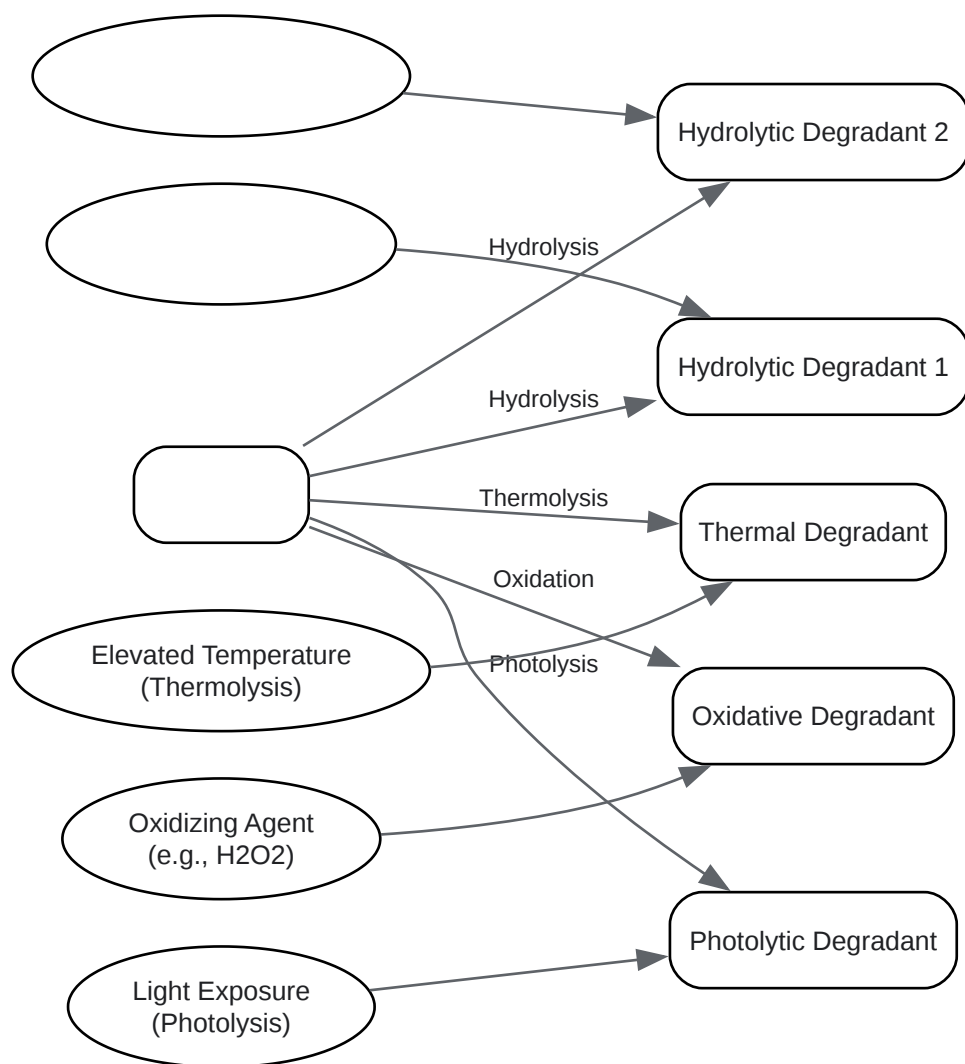 Hydrolytic Degradant 2
Hydrolysis
Hydrolytic Degradant 1
Hydrolysis
Thermolysis
Thermal Degradant
Oxidation
Elevated Temperature
(Thermolysis)
Photolysis
Oxidative Degradant
Oxidizing Agent
(e.g., H2O2)
Photolytic Degradant
Light Exposure
(Photolysis)